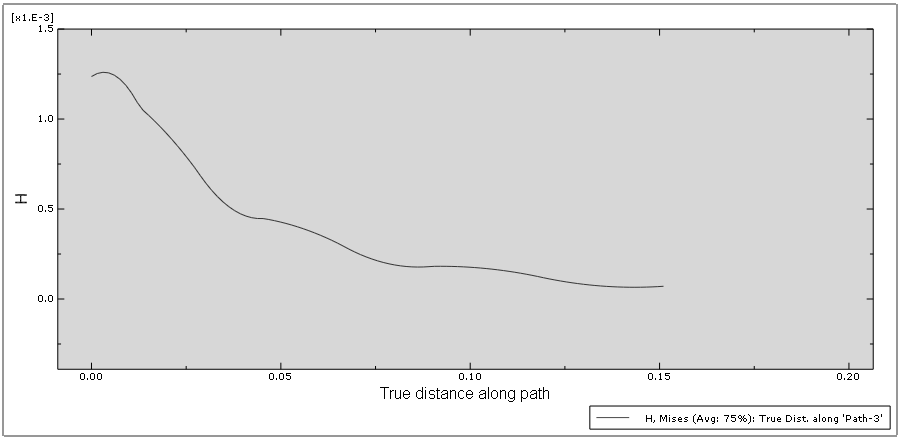 [x1.E-3]
1.5
1.0
H
0.5
0.0
0.00 0.05 0.10 0.15 0.20
True distance along path
H, Mises (Avg: 75%): True Dist. along 'Path-3'